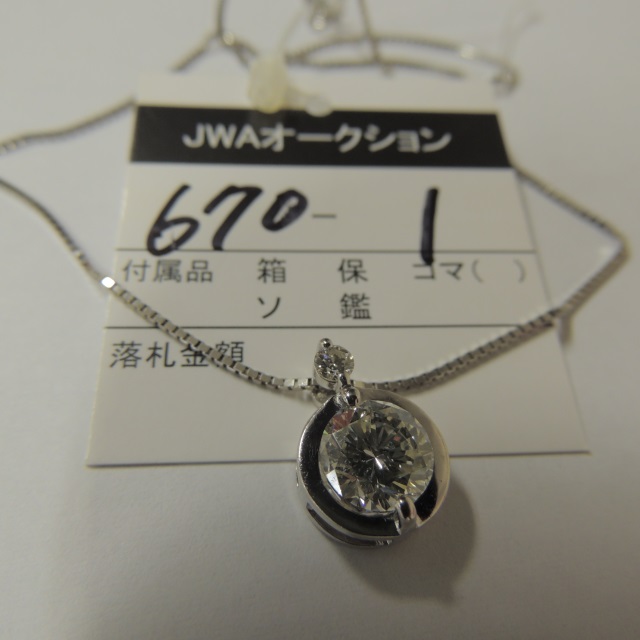 JWAオークション
670-1
付属品 箱 保 コマ( )
ソ 鑑
落札金額